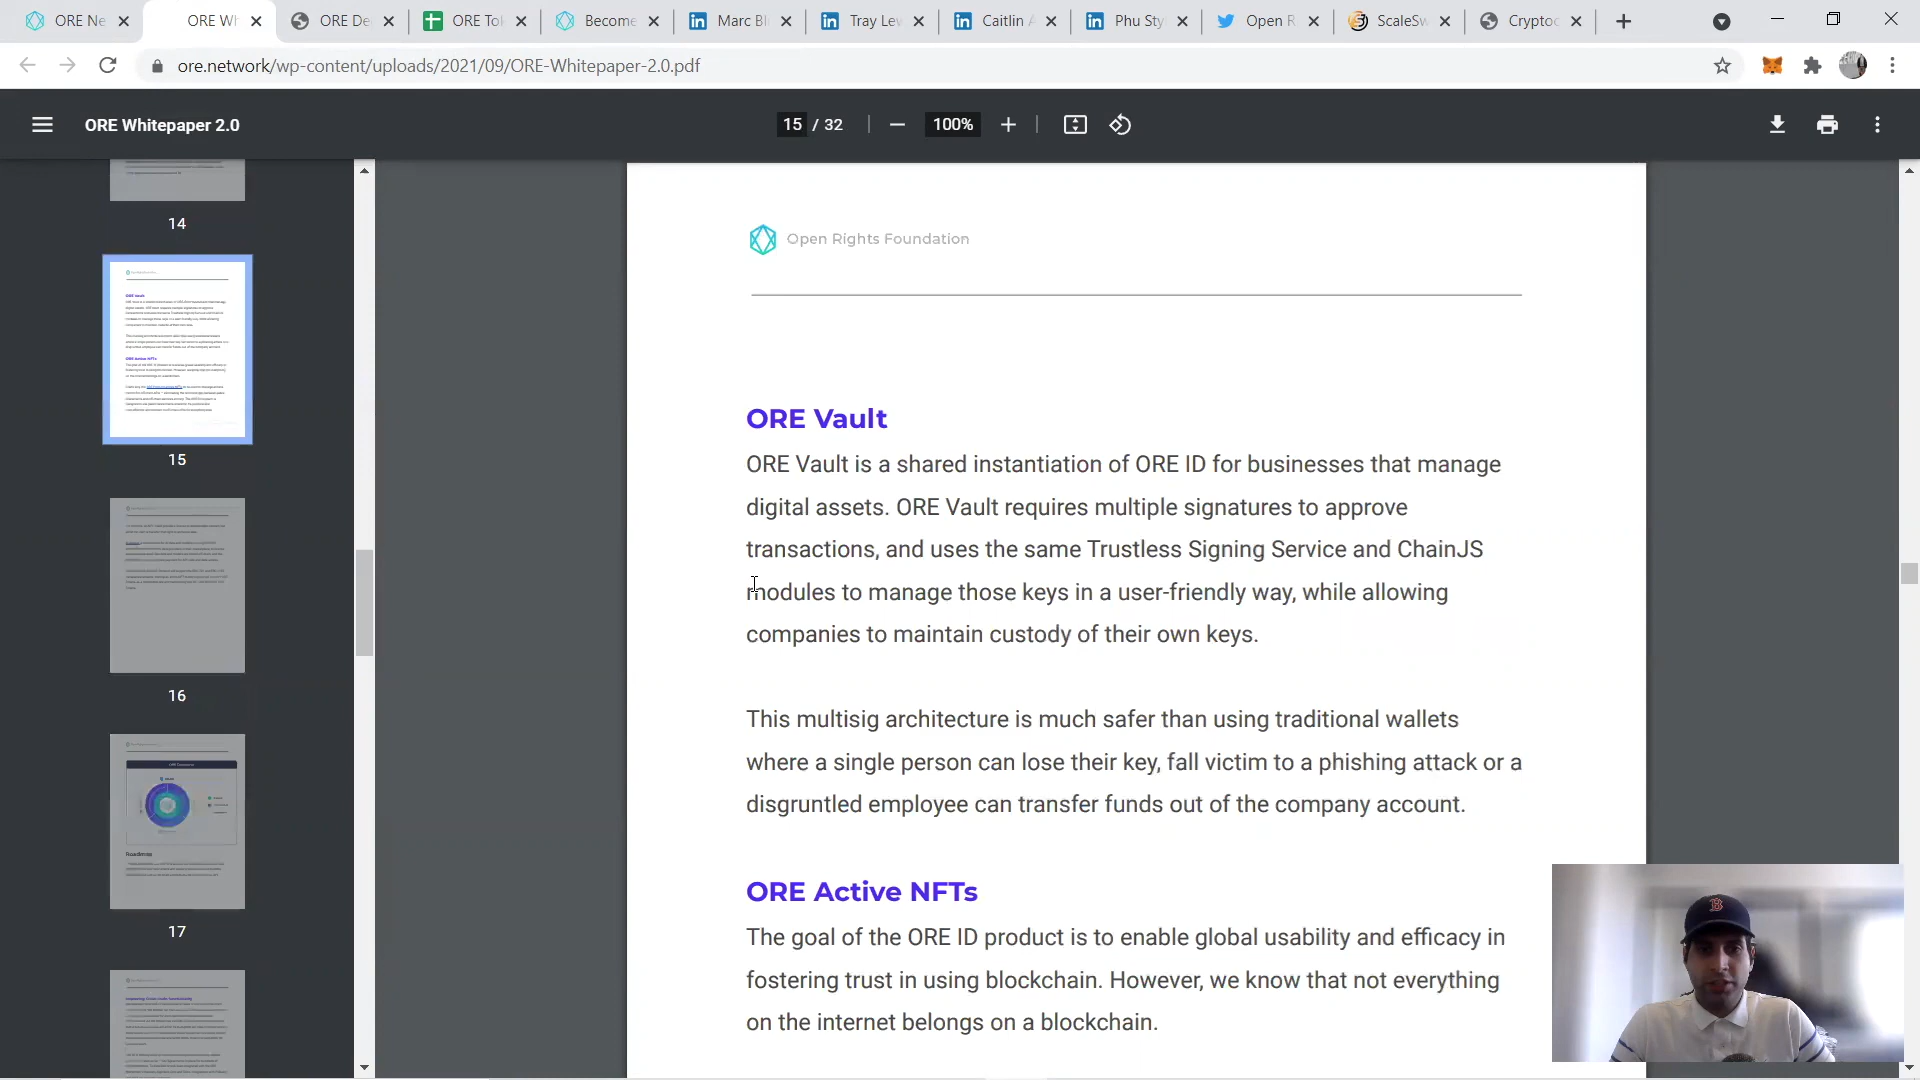 ORE Ne
ORE Wh
ORE De
ORE Tok
Become
Marc Bl
Tray Lew
Caitlin A
Phu Sty
Open R
ScaleSw
Cryptoc
ore.network/wp-content/uploads/2021/09/ORE-Whitepaper-2.0.pdf
ORE Whitepaper 2.0
15 / 32
100%
14
15
16
17
Open Rights Foundation
ORE Vault
ORE Vault is a shared instantiation of ORE ID for businesses that manage
digital assets. ORE Vault requires multiple signatures to approve
transactions, and uses the same Trustless Signing Service and ChainJS
modules to manage those keys in a user-friendly way, while allowing
companies to maintain custody of their own keys.
This multisig architecture is much safer than using traditional wallets
where a single person can lose their key, fall victim to a phishing attack or a
disgruntled employee can transfer funds out of the company account.
ORE Active NFTs
The goal of the ORE ID product is to enable global usability and efficacy in
fostering trust in using blockchain. However, we know that not everything
on the internet belongs on a blockchain.
B